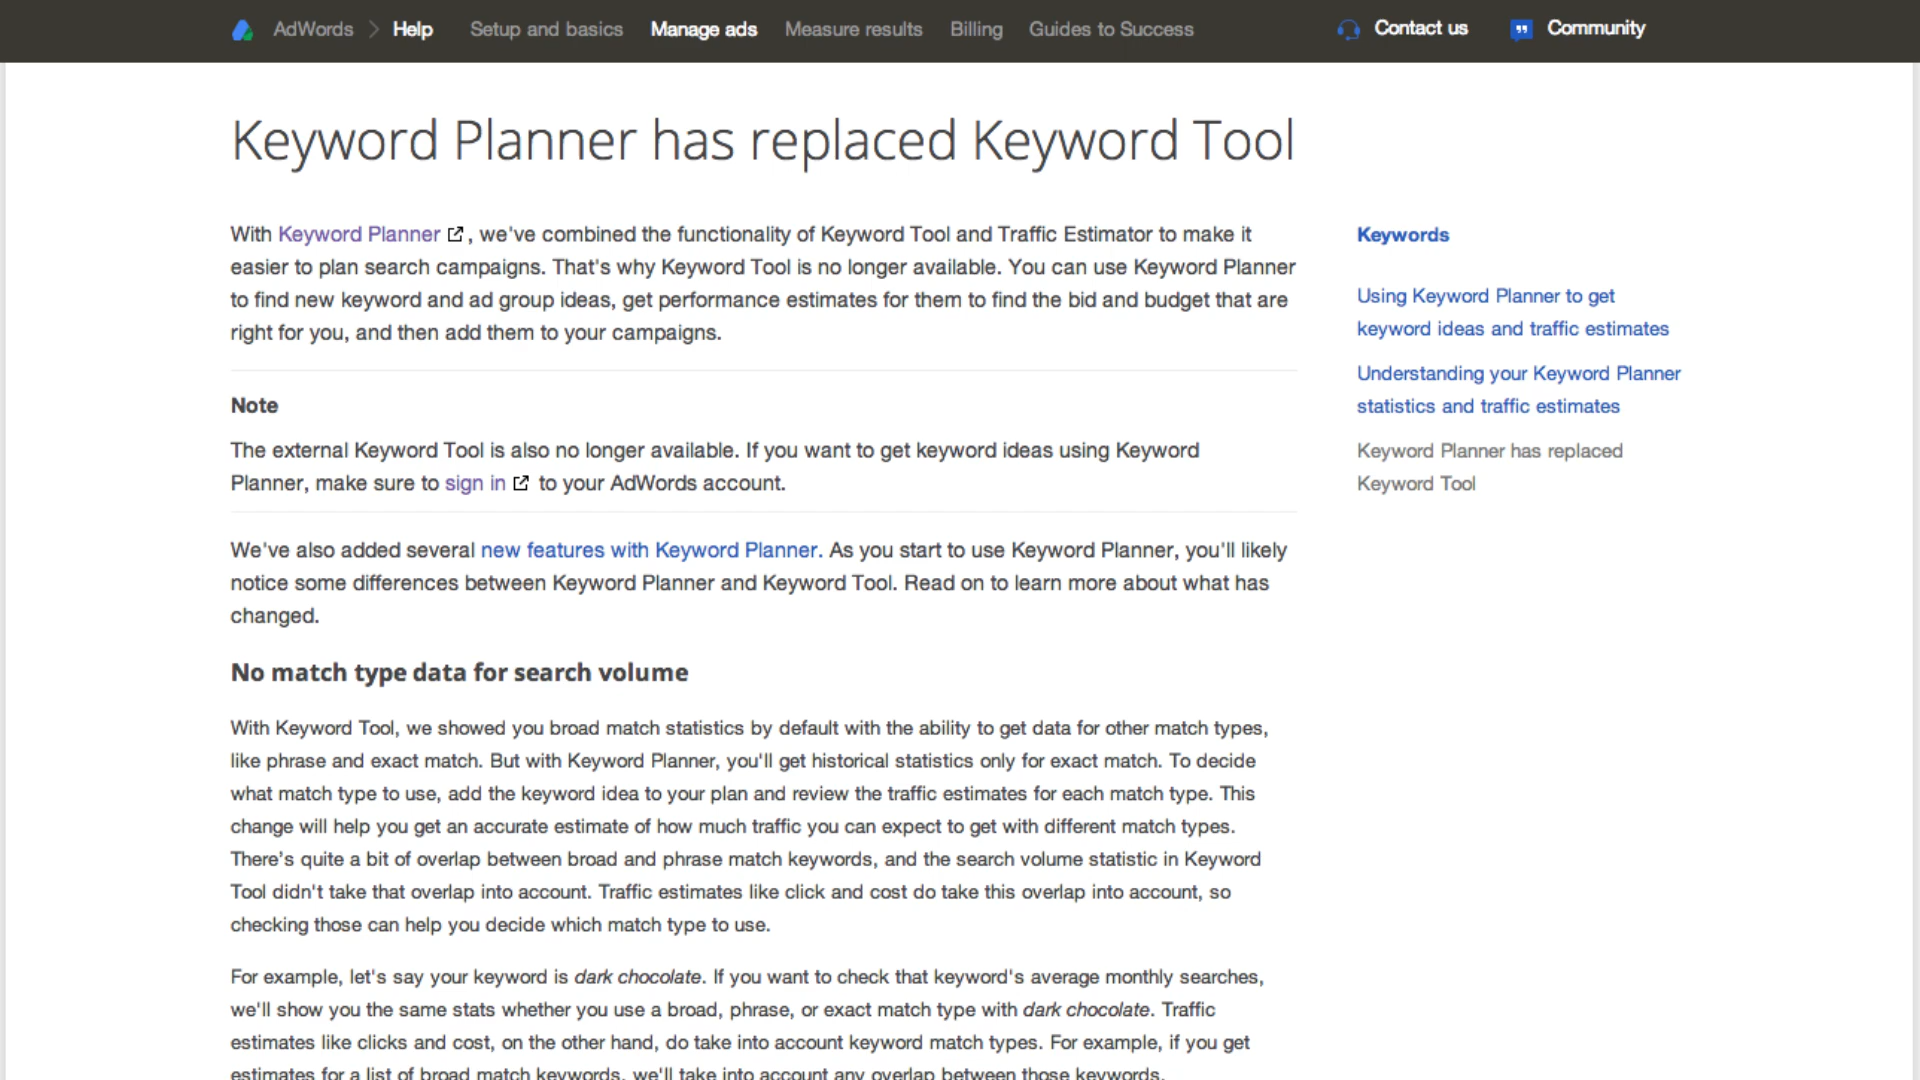 AdWords Help Setup and basics Manage ads Measure results Billing Guides to Success Contact us Community
Keyword Planner has replaced Keyword Tool
With Keyword Planner , we've combined the functionality of Keyword Tool and Traffic Estimator to make it
easier to plan search campaigns. That's why Keyword Tool is no longer available. You can use Keyword Planner
to find new keyword and ad group ideas, get performance estimates for them to find the bid and budget that are
right for you, and then add them to your campaigns.
Note
The external Keyword Tool is also no longer available. If you want to get keyword ideas using Keyword
Planner, make sure to sign in to your AdWords account.
We've also added several new features with Keyword Planner. As you start to use Keyword Planner, you'll likely
notice some differences between Keyword Planner and Keyword Tool. Read on to learn more about what has
changed.
No match type data for search volume
With Keyword Tool, we showed you broad match statistics by default with the ability to get data for other match types,
like phrase and exact match. But with Keyword Planner, you'll get historical statistics only for exact match. To decide
what match type to use, add the keyword idea to your plan and review the traffic estimates for each match type. This
change will help you get an accurate estimate of how much traffic you can expect to get with different match types.
There's quite a bit of overlap between broad and phrase match keywords, and the search volume statistic in Keyword
Tool didn't take that overlap into account. Traffic estimates like click and cost do take this overlap into account, so
checking those can help you decide which match type to use.
For example, let's say your keyword is dark chocolate. If you want to check that keyword's average monthly searches,
we'll show you the same stats whether you use a broad, phrase, or exact match type with dark chocolate. Traffic
estimates like clicks and cost, on the other hand, do take into account keyword match types. For example, if you get
estimates for a list of broad match keywords, we'll take into account any overlap between those keywords.
Keywords
Using Keyword Planner to get
keyword ideas and traffic estimates
Understanding your Keyword Planner
statistics and traffic estimates
Keyword Planner has replaced
Keyword Tool